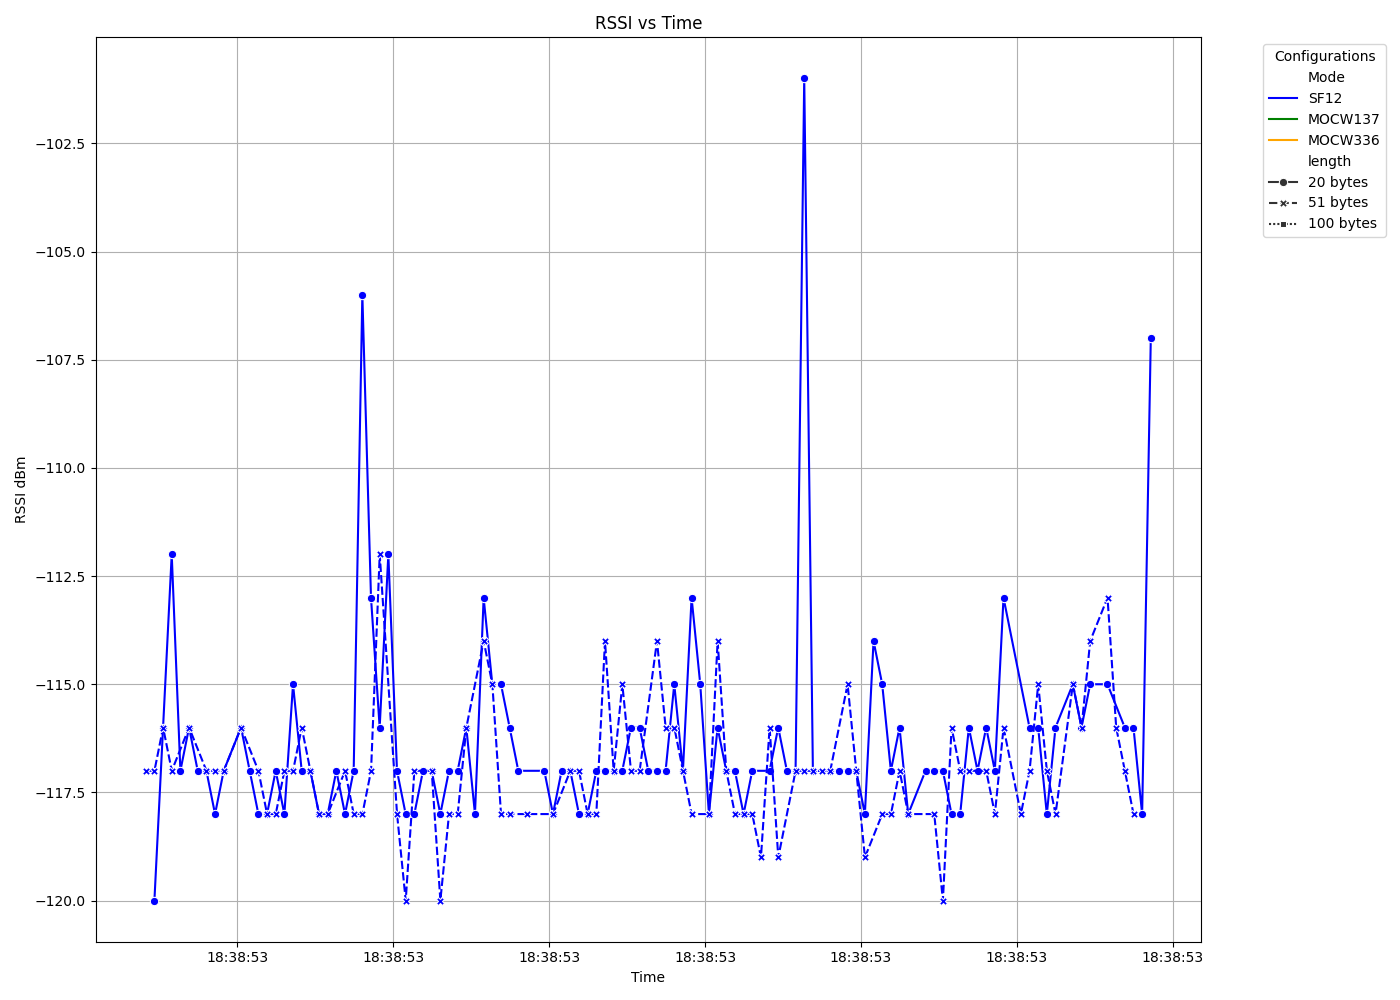 RSSI vs Time
Configurations
Mode
SF12
MOCW137
MOCW336
length
20 bytes
51 bytes
100 bytes
RSSI dBm
−102.5
−105.0
−107.5
−110.0
−112.5
−115.0
−117.5
−120.0
18:38:53 18:38:53 18:38:53 18:38:53 18:38:53 18:38:53 18:38:53
Time